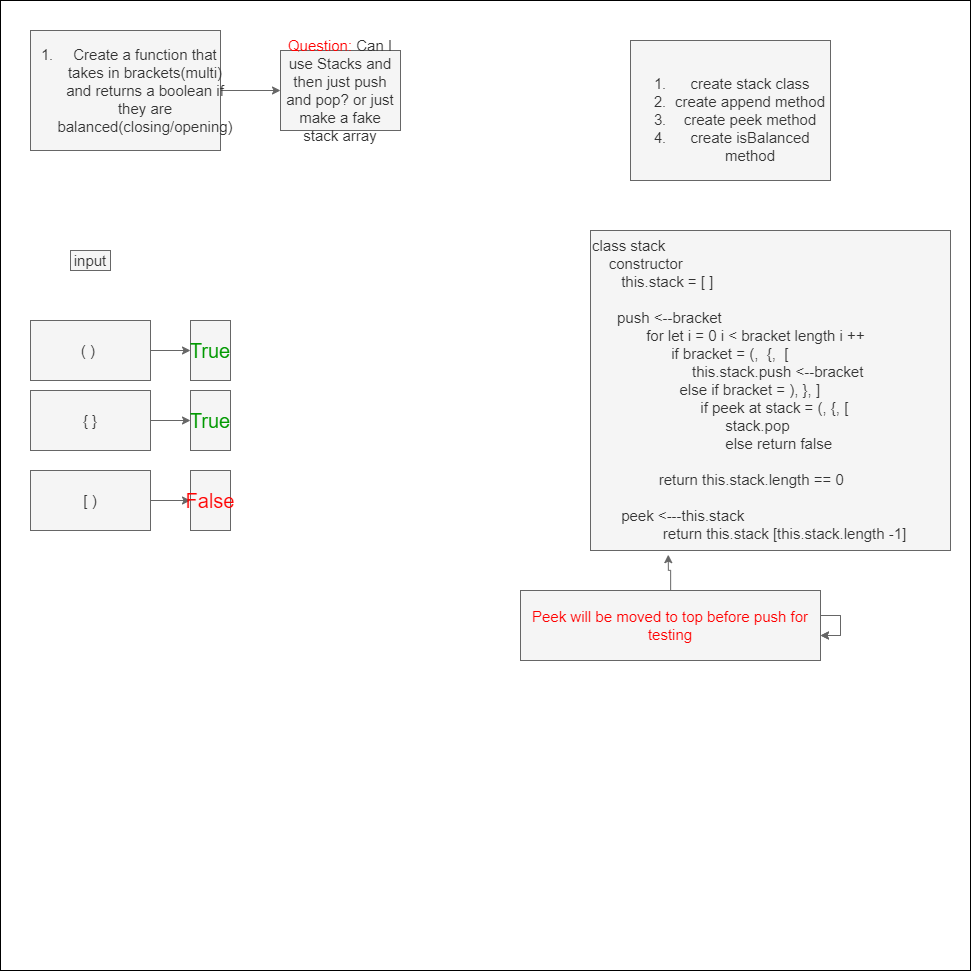 1. Create a function that
takes in brackets(multi)
and returns a boolean if
they are
balanced(closing/opening)
Question: Can I
use Stacks and
then just push
and pop? or just
make a fake
stack array
1. create stack class
2. create append method
3. create peek method
4. create isBalanced
method
input
( )
True
{ }
True
[ )
False
class stack
constructor
this.stack = [ ]
push <--bracket
for let i = 0 i < bracket length i ++
if bracket = (, {, [
this.stack.push <--bracket
else if bracket = ), }, ]
if peek at stack = (, {, [
stack.pop
else return false
return this.stack.length == 0
peek <---this.stack
return this.stack [this.stack.length -1]
Peek will be moved to top before push for
testing